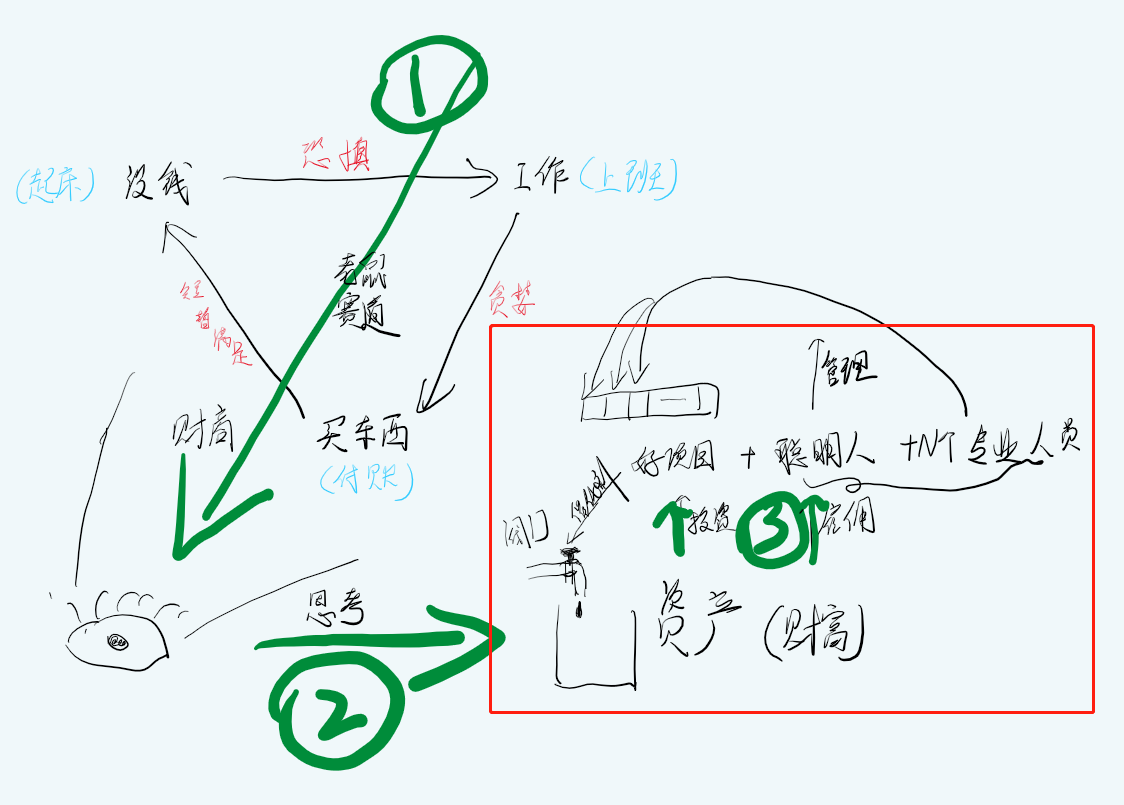 1
恐惧
(起床) 没钱
工作 (上班)
老鼠
赛道
贪婪
短
暂
满
足
管理
财商
买东西
(付账)
好项目 + 聪明人 + N个专业人员
阀门
投资
3
雇佣
思考
资产 (财富)
2